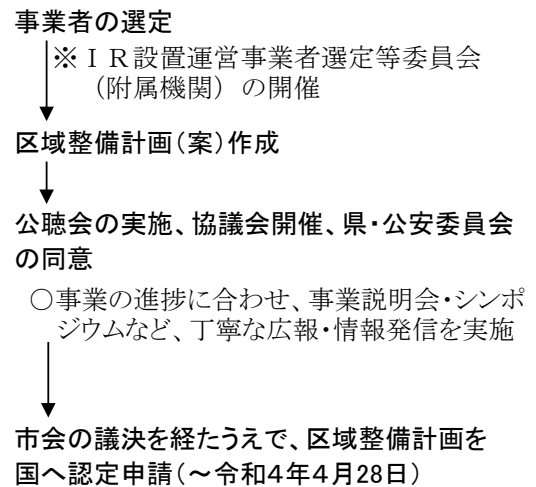 事業者の選定
※ＩＲ設置運営事業者選定等委員会
（附属機関）の開催
区域整備計画（案）作成
公聴会の実施、協議会開催、県・公安委員会
の同意
○事業の進捗に合わせ、事業説明会・シンポ
ジウムなど、丁寧な広報・情報発信を実施
市会の議決を経たうえで、区域整備計画を
国へ認定申請（～令和４年４月28日）